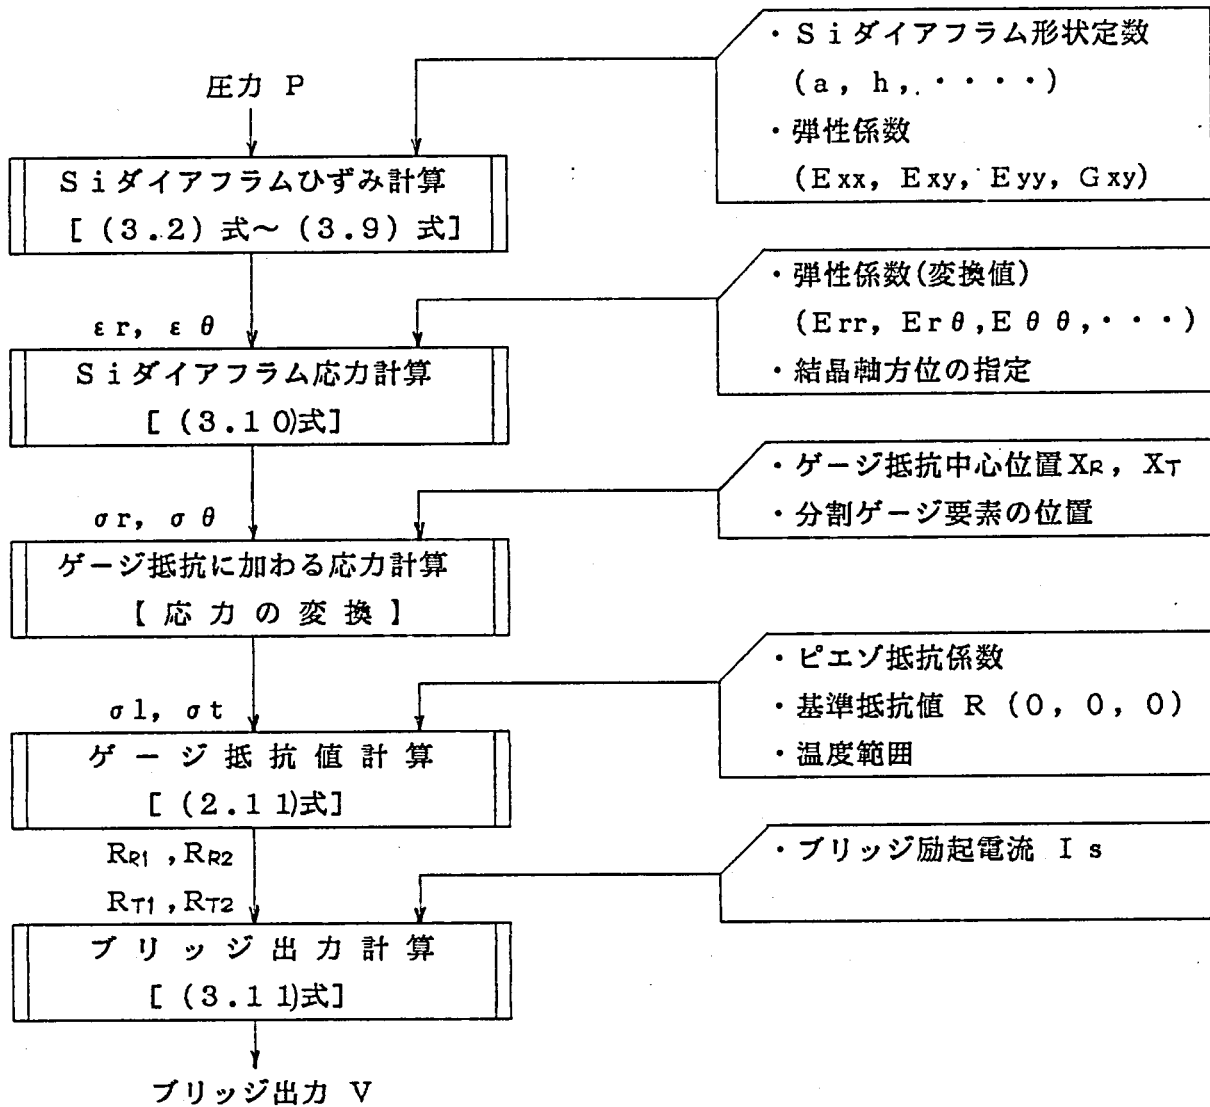 圧力 P
・Siダイアフラム形状定数
(a, h, ・・・・)
・弾性係数
(Exx, Exy, Eyy, Gxy)
Siダイアフラムひずみ計算
[ (3.2) 式～ (3.9) 式]
・弾性係数(変換値)
(Err, Erθ, Eθθ, ・・・)
・結晶軸方位の指定
εr, εθ
Siダイアフラム応力計算
[ (3.10)式]
・ゲージ抵抗中心位置XR, XT
・分割ゲージ要素の位置
σr, σθ
ゲージ抵抗に加わる応力計算
【応力の変換】
・ピエゾ抵抗係数
・基準抵抗値 R (0, 0, 0)
・温度範囲
σl, σt
ゲージ抵抗値計算
[ (2.11)式]
・ブリッジ励起電流 Is
RR1 , RR2
RT1 , RT2
ブリッジ出力計算
[ (3.11)式]
ブリッジ出力 V